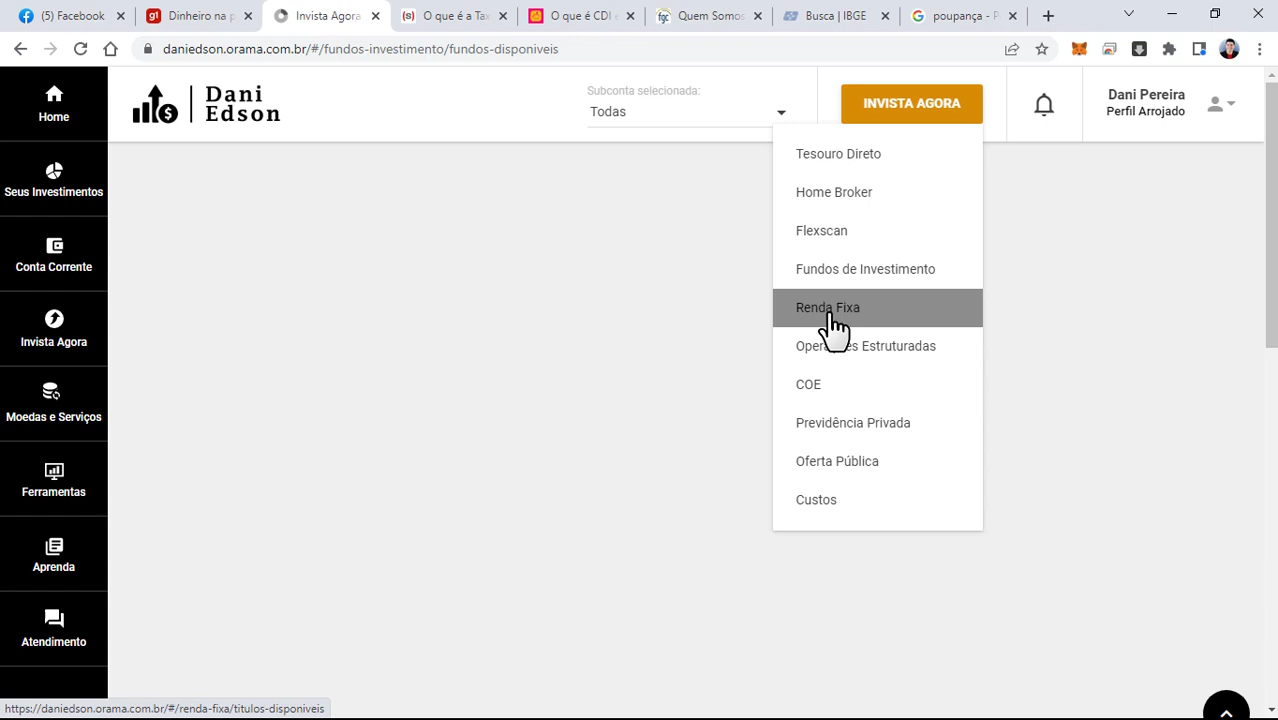 (5) Facebook
Dinheiro na p
Invista Agora
O que é a Tax
O que é CDI e
Quem Somos
Busca | IBGE
poupança - P
daniedson.orama.com.br/#/fundos-investimento/fundos-disponiveis
Dani
Edson
Subconta selecionada:
Todas
INVISTA AGORA
Dani Pereira
Perfil Arrojado
Home
Seus Investimentos
Conta Corrente
Invista Agora
Moedas e Serviços
Ferramentas
Aprenda
Atendimento
Tesouro Direto
Home Broker
Flexscan
Fundos de Investimento
Renda Fixa
Estruturadas
COE
Previdência Privada
Oferta Pública
Custos
https://daniedson.orama.com.br/#/renda-fixa/titulos-disponiveis